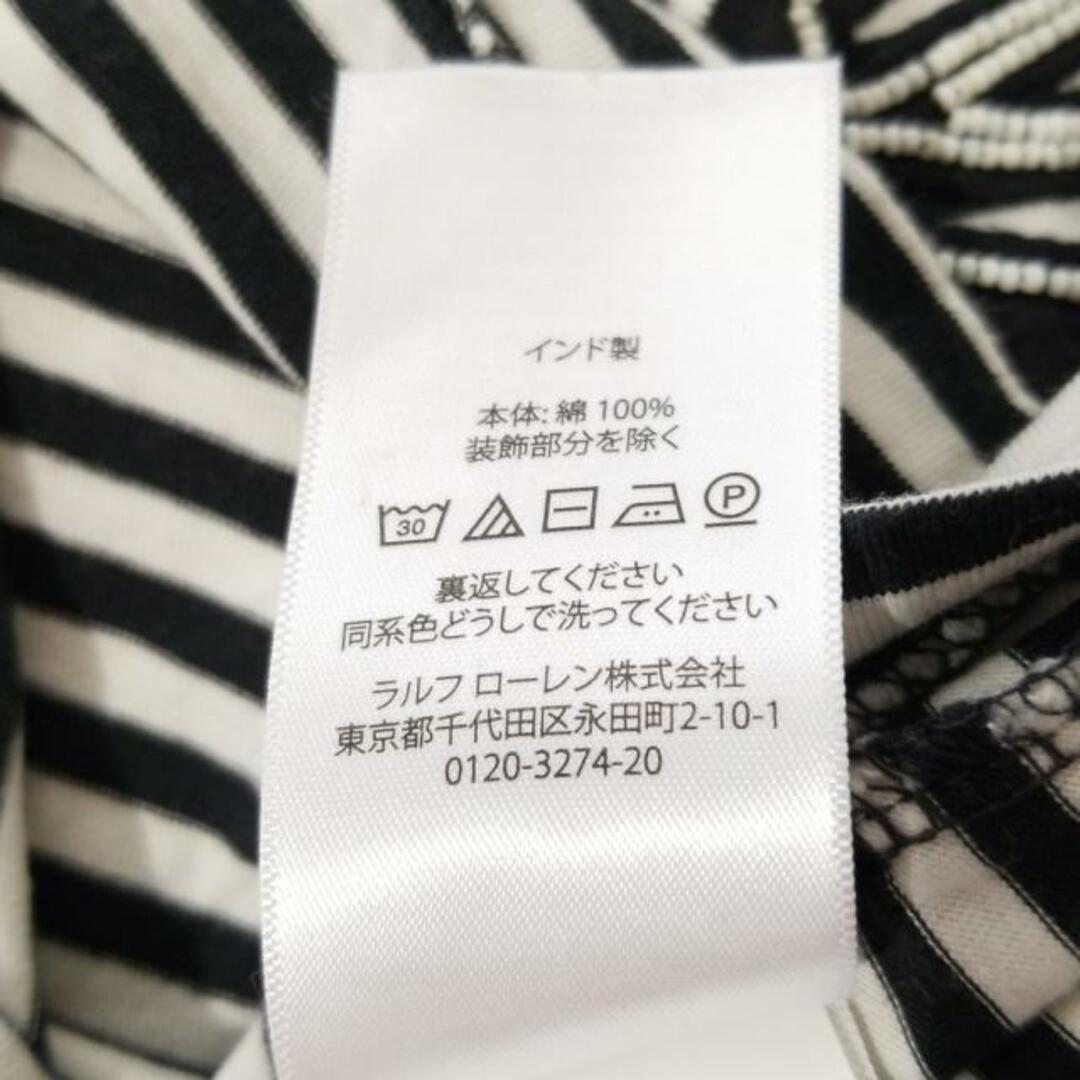 インド製
本体: 綿 100%
装飾部分を除く
30 P
裏返してください
同系色どうしで洗ってください
ラルフ ローレン株式会社
東京都千代田区永田町2-10-1
0120-3274-20